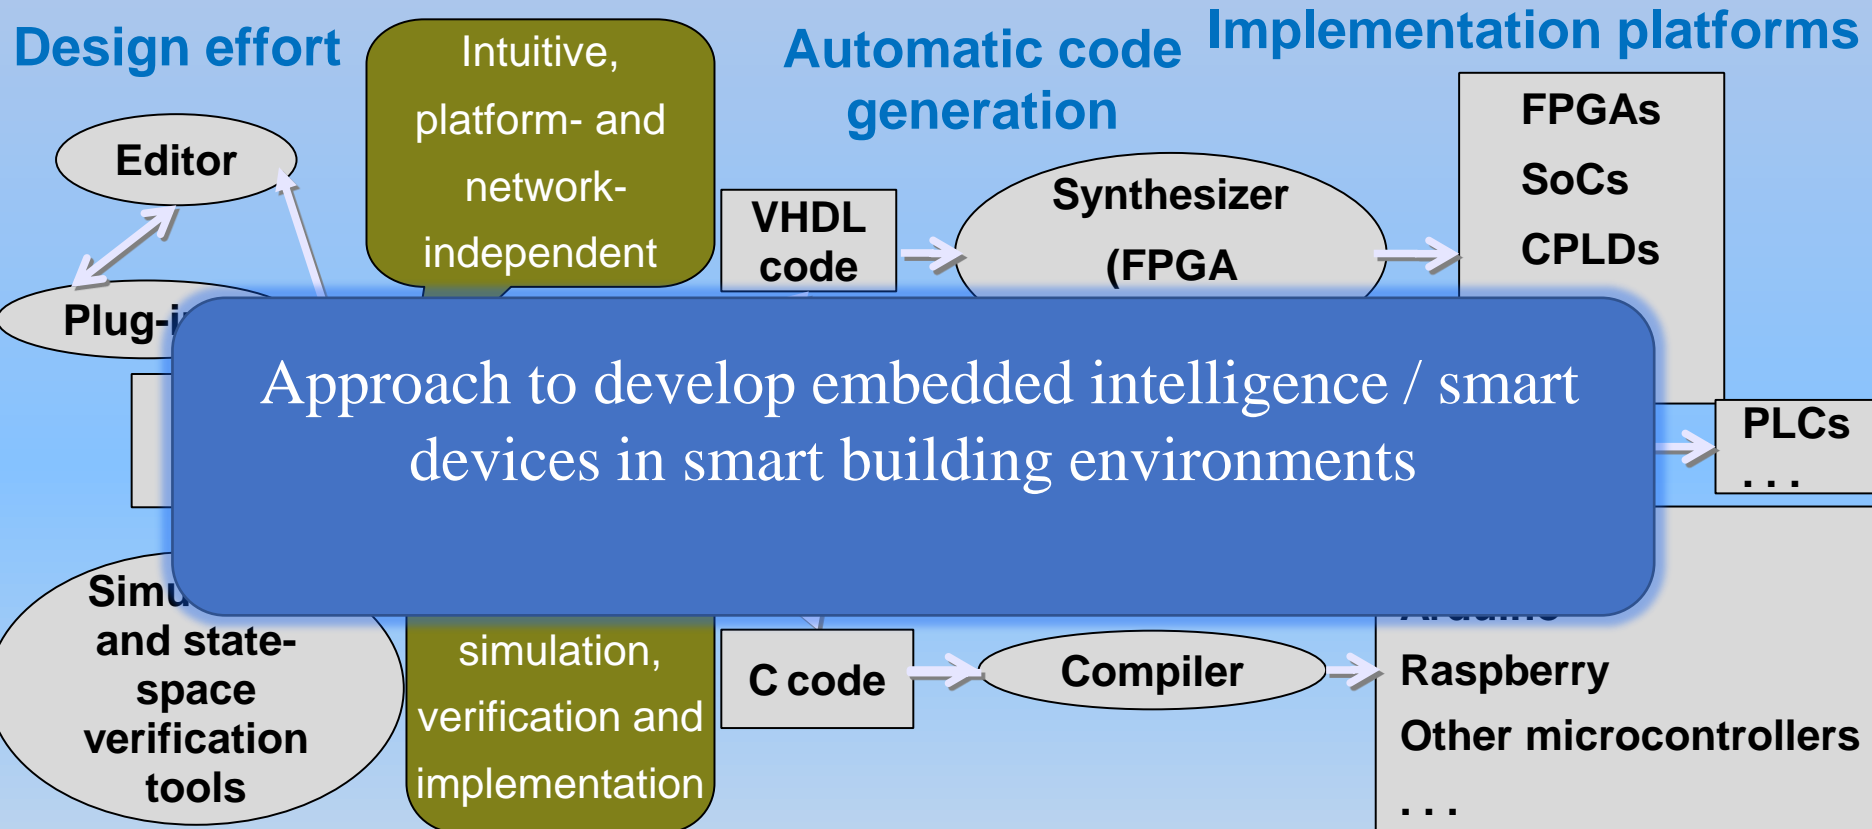 Design effort
Intuitive,
platform- and
network-
independent
Automatic code
generation
Implementation platforms
Editor
VHDL
code
Synthesizer
(FPGA
FPGAs
SoCs
CPLDs
Approach to develop embedded intelligence / smart
devices in smart building environments
PLCs
. . .
and state-
space
verification
tools
simulation,
verification and
implementation
C code
Compiler
Raspberry
Other microcontrollers
. . .